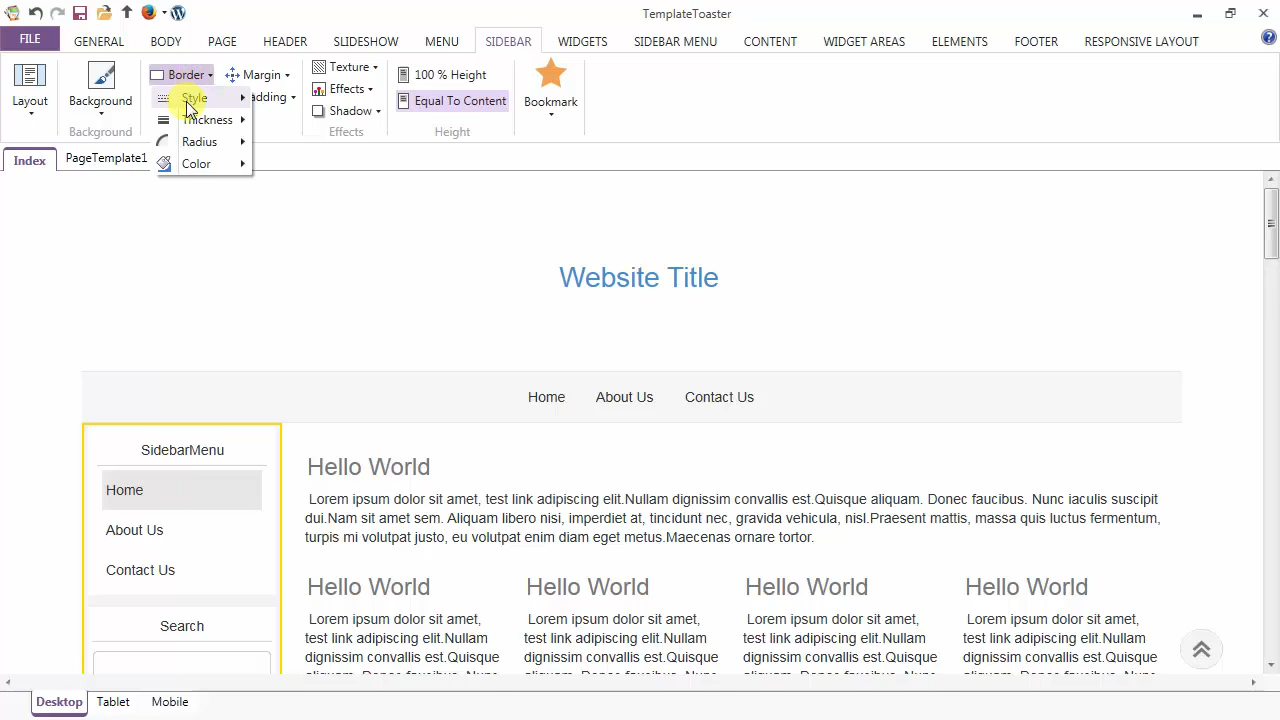 TemplateToaster
FILE GENERAL BODY PAGE HEADER SLIDESHOW MENU SIDEBAR WIDGETS SIDEBAR MENU CONTENT WIDGET AREAS ELEMENTS FOOTER RESPONSIVE LAYOUT
Layout
Background
Background
Border
Margin
adding
Style
Thickness
Radius
Color
Texture
Effects
Shadow
Effects
100 % Height
Equal To Content
Height
Bookmark
Index PageTemplate1
Website Title
Home About Us Contact Us
SidebarMenu
Home
About Us
Contact Us
Search
Hello World
Lorem ipsum dolor sit amet, test link adipiscing elit.Nullam dignissim convallis est.Quisque aliquam. Donec faucibus. Nunc iaculis suscipit
dui.Nam sit amet sem. Aliquam libero nisi, imperdiet at, tincidunt nec, gravida vehicula, nisl.Praesent mattis, massa quis luctus fermentum,
turpis mi volutpat justo, eu volutpat enim diam eget metus.Maecenas ornare tortor.
Hello World
Lorem ipsum dolor sit amet,
test link adipiscing elit.Nullam
dignissim convallis est.Quisque
Hello World
Lorem ipsum dolor sit amet,
test link adipiscing elit.Nullam
dignissim convallis est.Quisque
Hello World
Lorem ipsum dolor sit amet,
test link adipiscing elit.Nullam
dignissim convallis est.Quisque
Hello World
Lorem ipsum dolor sit amet,
test link adipiscing elit.Nullam
dignissim convallis est.Quisque
Desktop Tablet Mobile